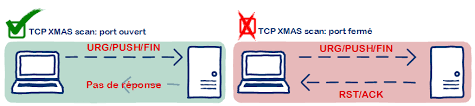 TCP XMAS scan: port ouvert
URG/PUSH/FIN
Pas de réponse
TCP XMAS scan: port fermé
URG/PUSH/FIN
RST/ACK